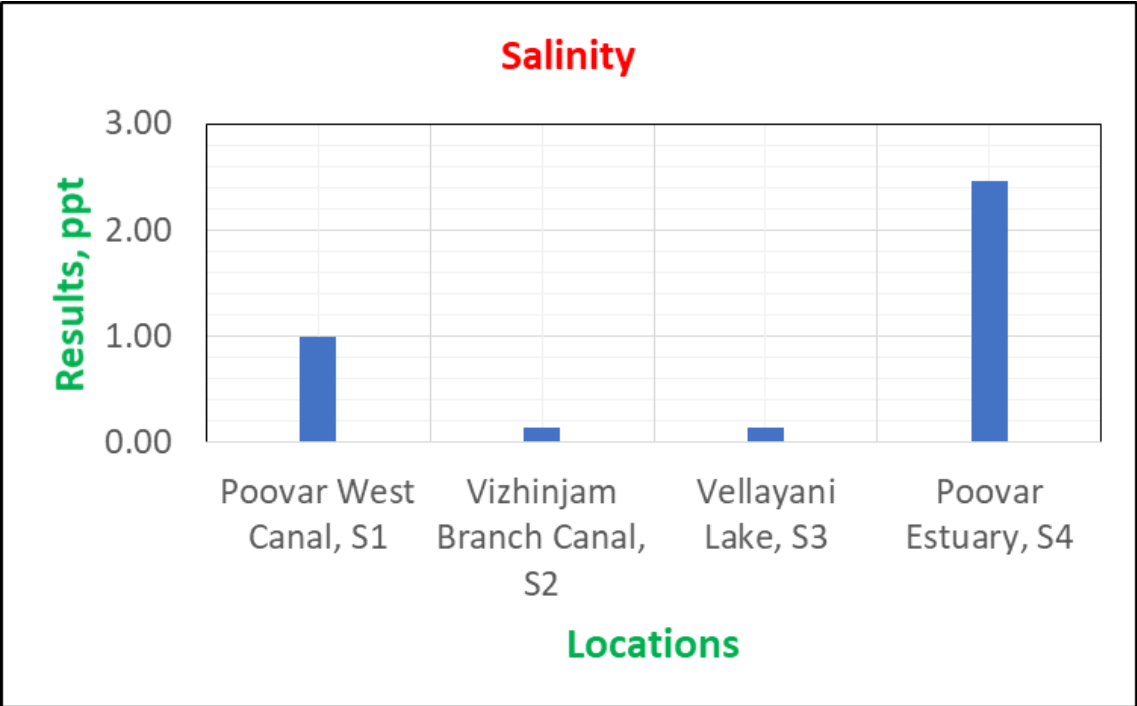 Salinity
Results, ppt
3.00
2.00
1.00
0.00
Poovar West
Canal, S1
Vizhinjam
Branch Canal,
S2
Vellayani
Lake, S3
Poovar
Estuary, S4
Locations